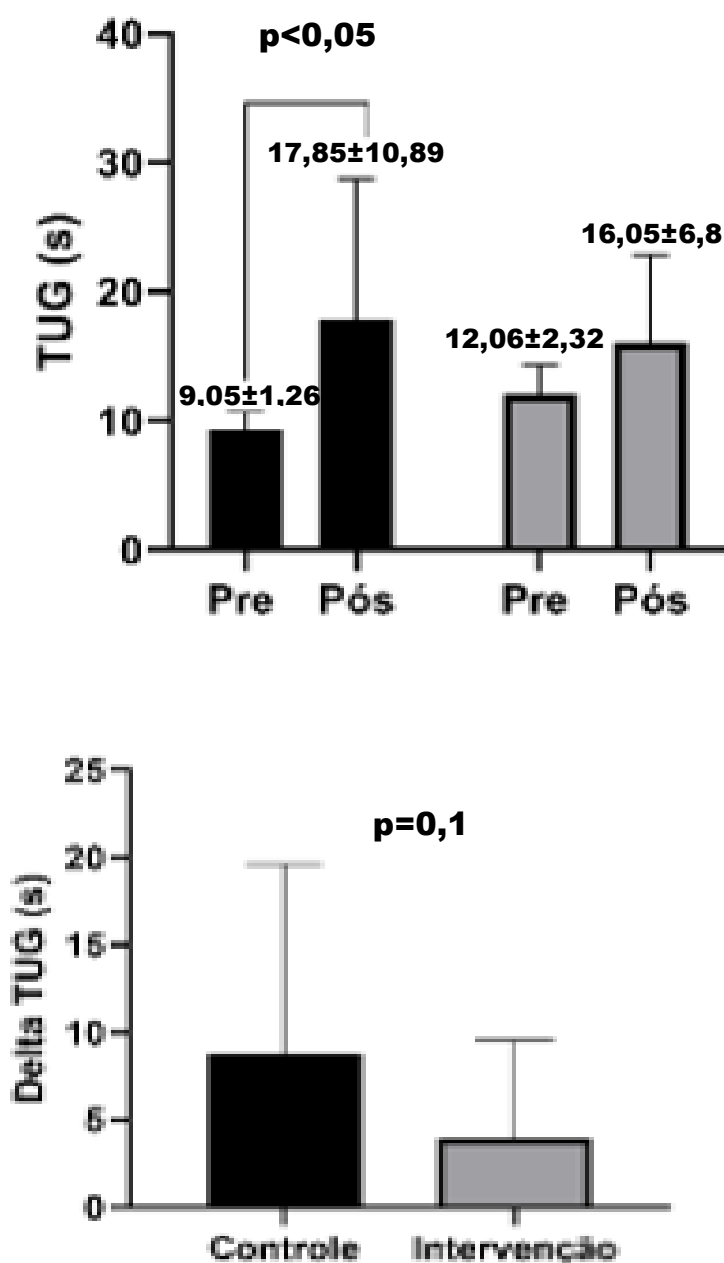 40
p<0,05
17,85±10,89
30
TUG (s)
16,05±6,8
20
12,06±2,32
9,05±1,26
10
0
Pre Pós Pre Pós
25
p=0,1
20
Delta TUG (s)
15
10
5
0
Controle Intervenção